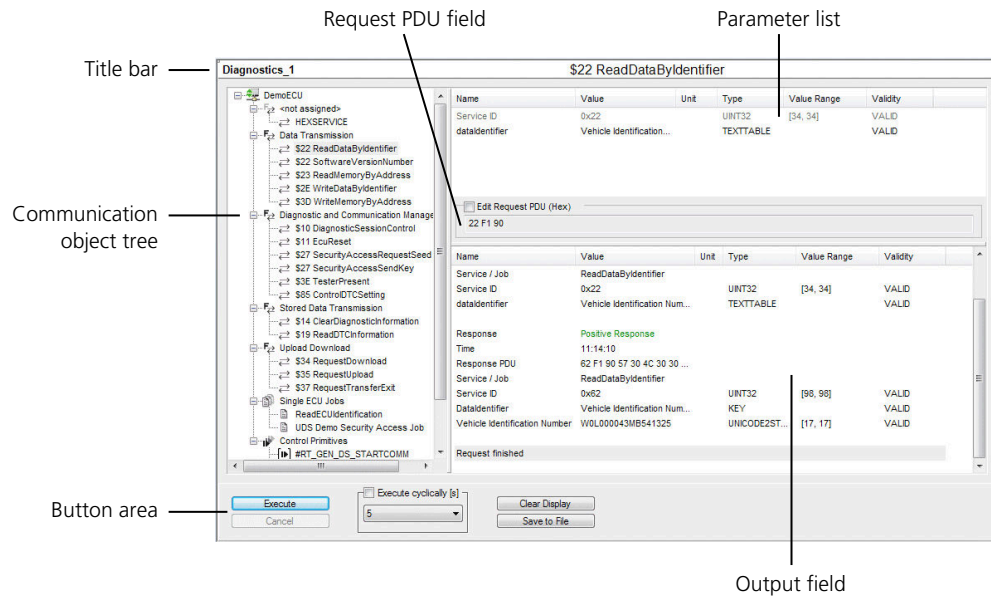 Request PDU field
Parameter list
Title bar
Diagnostics_1
$22 ReadDataByIdentifier
DemoECU
<not assigned>
HEXSERVICE
Data Transmission
$22 ReadDataByIdentifier
$22 SoftwareVersionNumber
$23 ReadMemoryByAddress
$2E WriteDataByIdentifier
$3D WriteMemoryByAddress
Diagnostic and Communication Manage
$10 DiagnosticSessionControl
$11 EcuReset
$27 SecurityAccessRequestSeed
$27 SecurityAccessSendKey
$3E TesterPresent
$85 ControlDTCSetting
Stored Data Transmission
$14 ClearDiagnosticInformation
$19 ReadDTCInformation
Upload Download
$34 RequestDownload
$35 RequestUpload
$37 RequestTransferExit
Single ECU Jobs
ReadECUIdentification
UDS Demo Security Access Job
Control Primitives
#RT_GEN_DS_STARTCOMM
Communication
object tree
Name Value Unit Type Value Range Validity
Service ID 0x22 UINT32 [34, 34] VALID
dataIdentifier Vehicle Identification... TEXTTABLE VALID
Edit Request PDU (Hex)
22 F1 90
Name Value Unit Type Value Range Validity
Service / Job ReadDataByIdentifier
Service ID 0x22 UINT32 [34, 34] VALID
dataIdentifier Vehicle Identification Num... TEXTTABLE VALID
Response Positive Response
Time 11:14:10
Response PDU 62 F1 90 57 30 4C 30 30 ...
Service / Job ReadDataByIdentifier
Service ID 0x62 UINT32 [98, 98] VALID
DataIdentifier Vehicle Identification Num... KEY VALID
Vehicle Identification Number W0L000043MB541325 UNICODE2ST... [17, 17] VALID
Request finished
Button area
Execute
Cancel
Execute cyclically [s]
5
Clear Display
Save to File
Output field